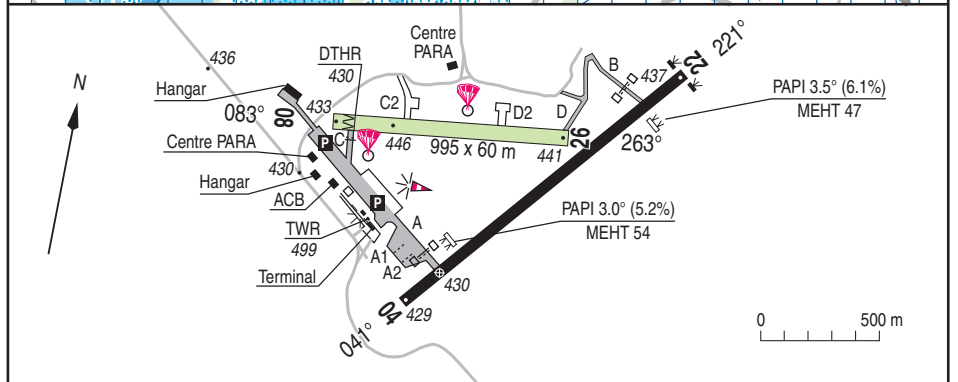 Centre
PARA
221°
22
DTHR
430
436
N
B
437
Hangar
PAPI 3.5° (6.1%)
MEHT 47
433
083°
08
C2
D2
D
26
263°
C
446
995 x 60 m
441
P
Centre PARA
430
Hangar
ACB
P
A
PAPI 3.0° (5.2%)
MEHT 54
TWR
499
A1
A2
Terminal
430
04
429
041°
0 500 m